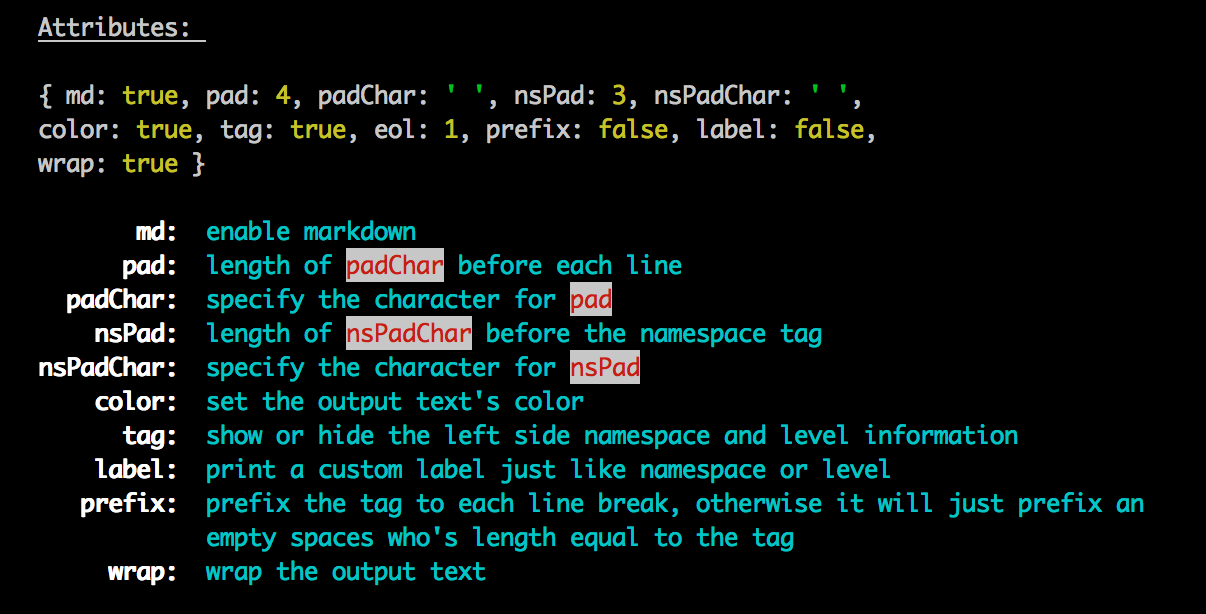 Attributes:
{ md: true, pad: 4, padChar: ' ', nsPad: 3, nsPadChar: ' ',
color: true, tag: true, eol: 1, prefix: false, label: false,
wrap: true }
md: enable markdown
pad: length of padChar before each line
padChar: specify the character for pad
nsPad: length of nsPadChar before the namespace tag
nsPadChar: specify the character for nsPad
color: set the output text's color
tag: show or hide the left side namespace and level information
label: print a custom label just like namespace or level
prefix: prefix the tag to each line break, otherwise it will just prefix an
empty spaces who's length equal to the tag
wrap: wrap the output text